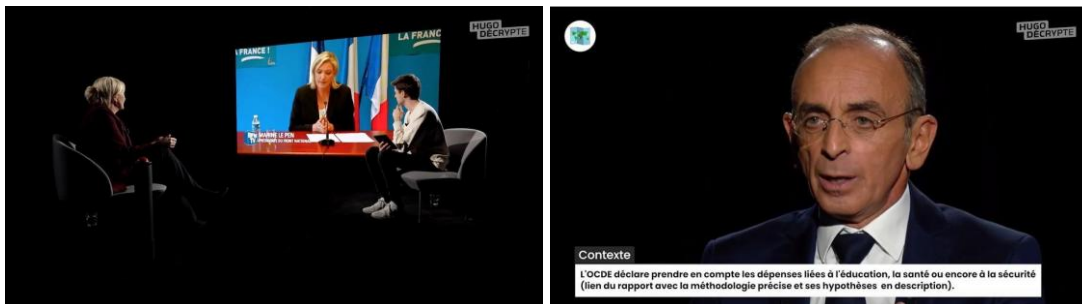 HUGO
DÉCRYPTE
FRANCE !
LA FRANCE
MARINE LE PEN
HUGO
DÉCRYPTE
Contexte
L'OCDE déclare prendre en compte les dépenses liées à l'éducation, la santé ou encore à la sécurité
(lien du rapport avec la méthodologie précise et ses hypothèses en description).